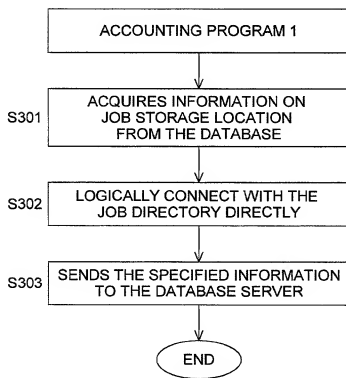 ACCOUNTING PROGRAM 1
S301
ACQUIRES INFORMATION ON
JOB STORAGE LOCATION
FROM THE DATABASE
S302
LOGICALLY CONNECT WITH THE
JOB DIRECTORY DIRECTLY
S303
SENDS THE SPECIFIED INFORMATION
TO THE DATABASE SERVER
END